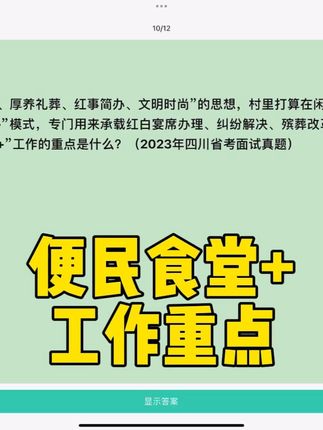 10/12
、厚养礼葬、红事简办、文明时尚”的思想，村里打算在闲
”模式，专门用来承载红白宴席办理、纠纷解决、殡葬改
+”工作的重点是什么？（2023年四川省考面试真题）
便民食堂+
工作重点
显示答案